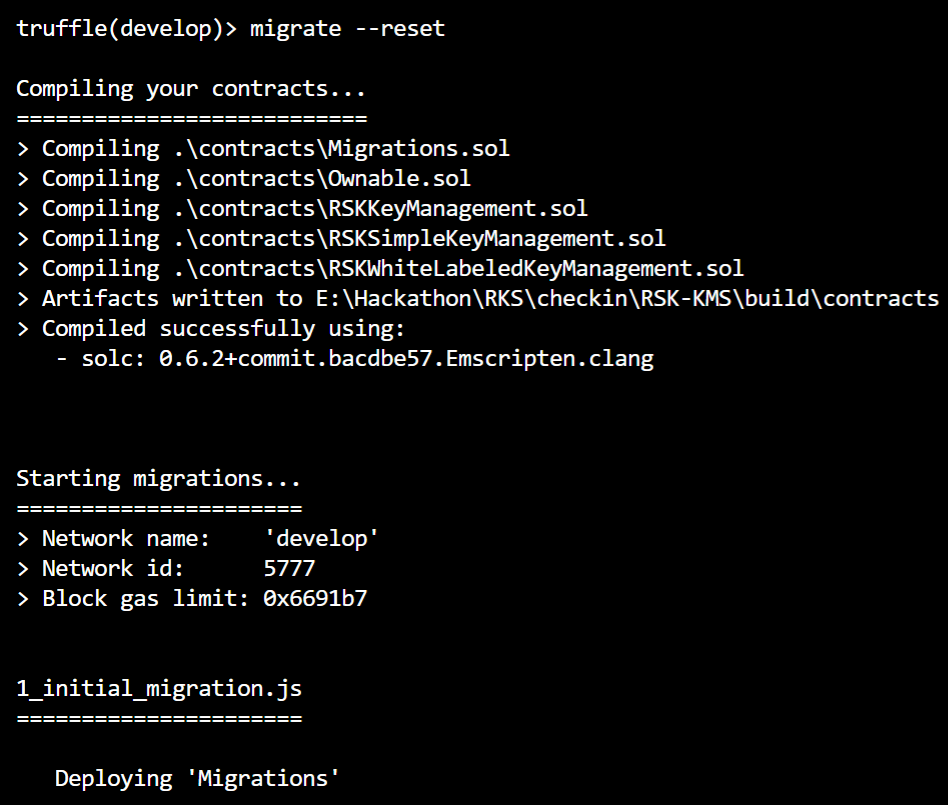 truffle(develop)> migrate --reset
Compiling your contracts...
===========================
> Compiling .\contracts\Migrations.sol
> Compiling .\contracts\Ownable.sol
> Compiling .\contracts\RSKKeyManagement.sol
> Compiling .\contracts\RSKSimpleKeyManagement.sol
> Compiling .\contracts\RSKWhiteLabeledKeyManagement.sol
> Artifacts written to E:\Hackathon\RKS\checkin\RSK-KMS\build\contracts
> Compiled successfully using:
   - solc: 0.6.2+commit.bacdbe57.Emscripten.clang
Starting migrations...
======================
> Network name:    'develop'
> Network id:      5777
> Block gas limit: 0x6691b7
1_initial_migration.js
======================
   Deploying 'Migrations'